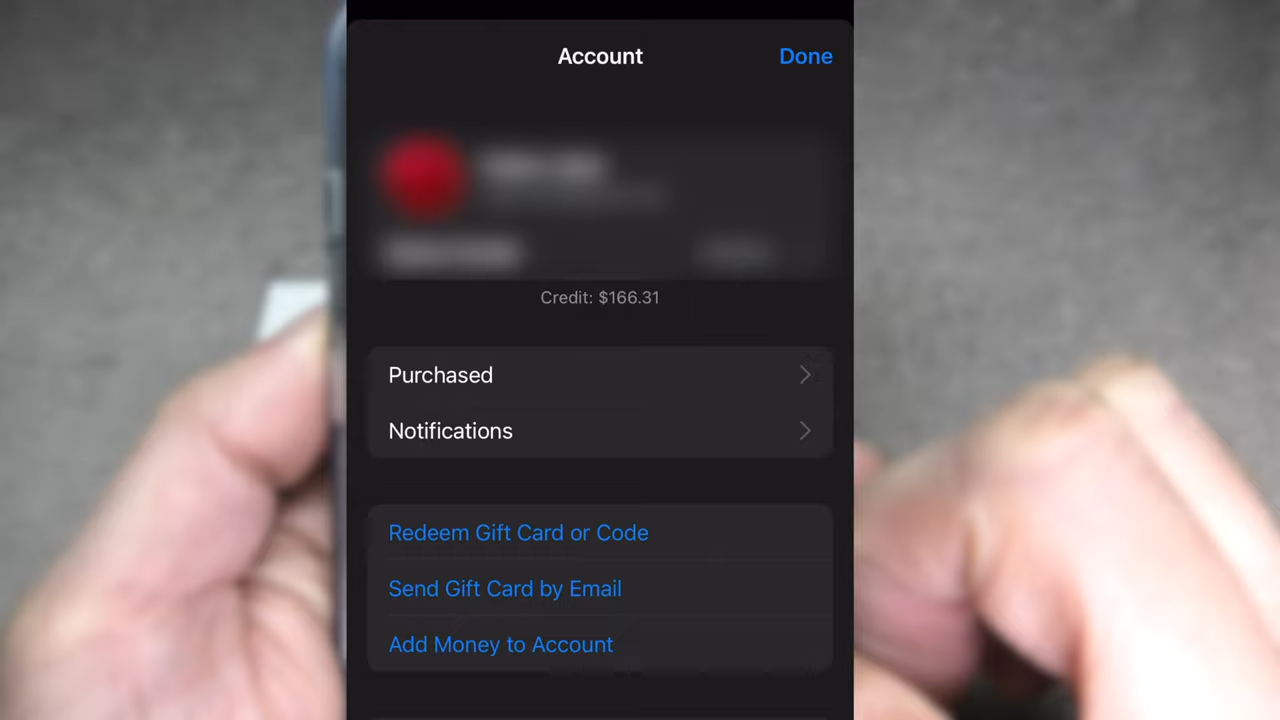 Account
Done
Credit: $166.31
Purchased
Notifications
Redeem Gift Card or Code
Send Gift Card by Email
Add Money to Account